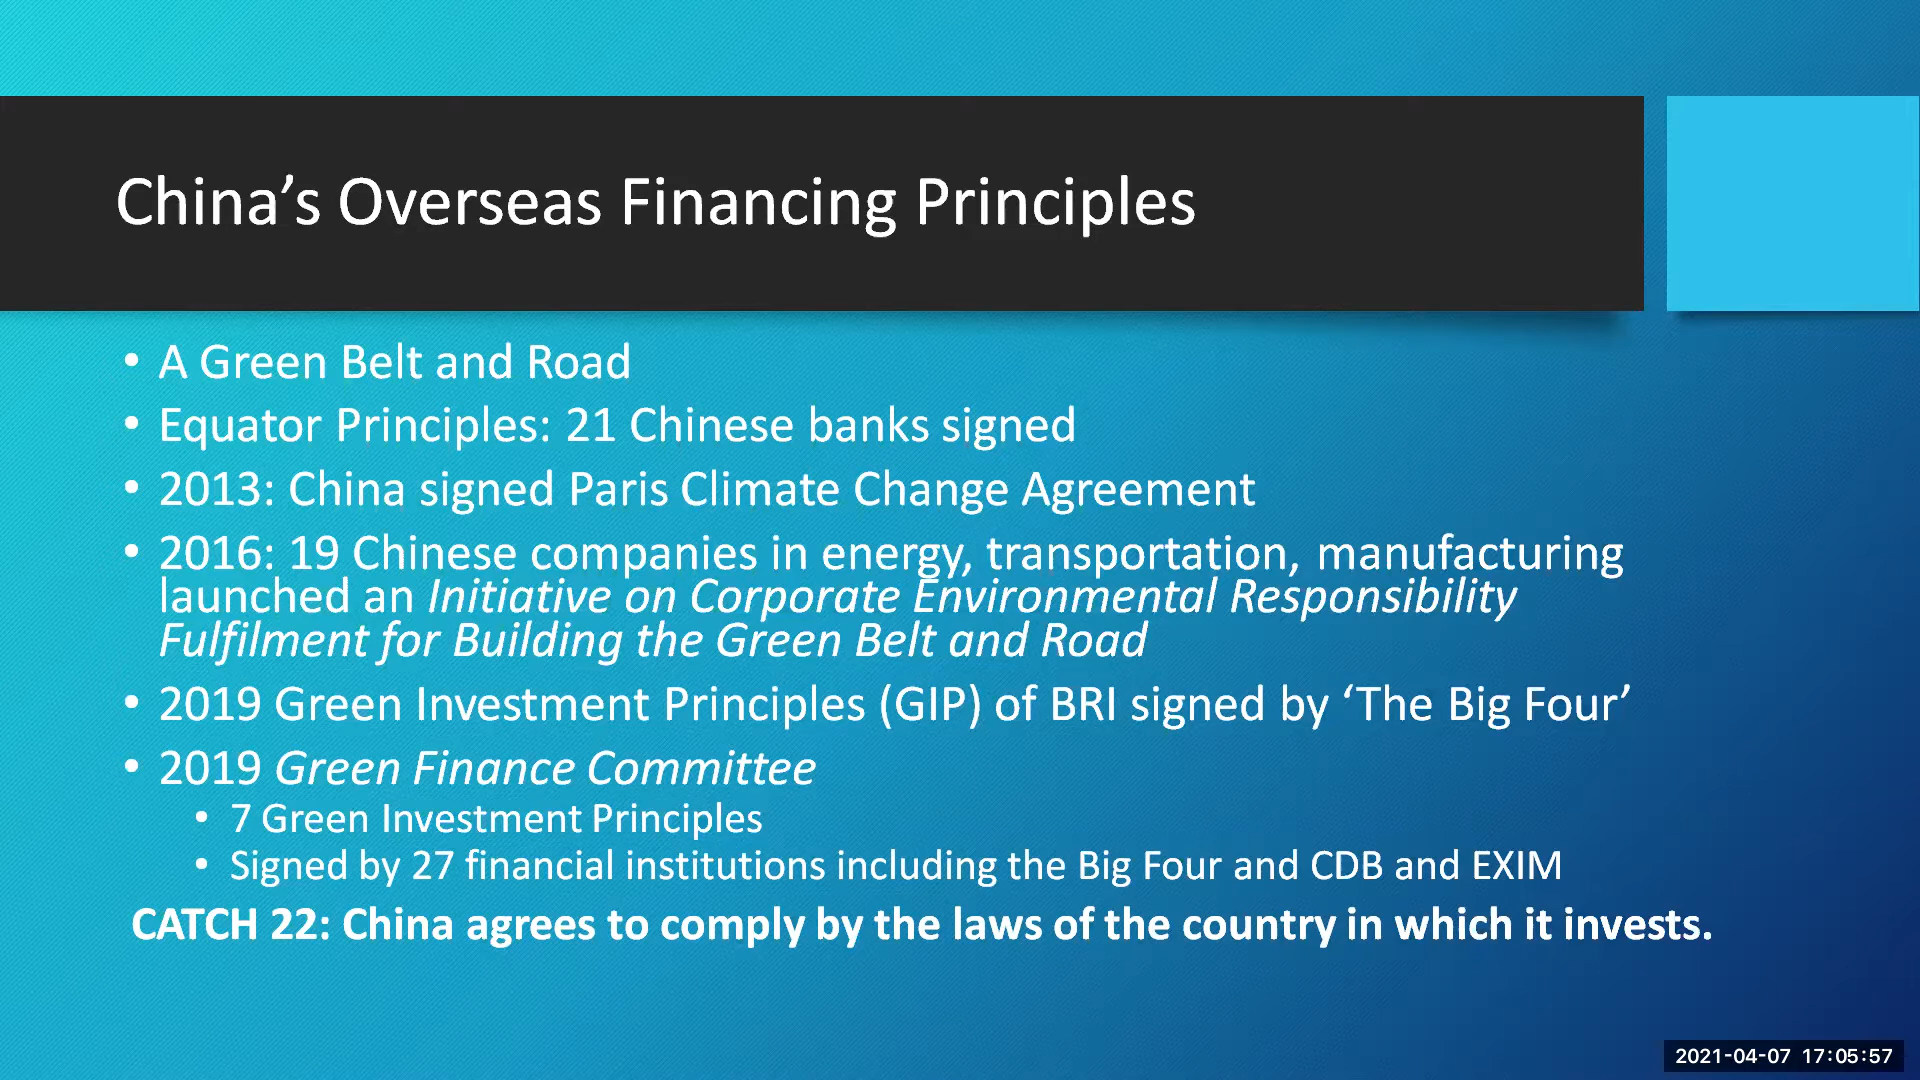 China’s Overseas Financing Principles
• A Green Belt and Road
• Equator Principles: 21 Chinese banks signed
• 2013: China signed Paris Climate Change Agreement
• 2016: 19 Chinese companies in energy, transportation, manufacturing
launched an Initiative on Corporate Environmental Responsibility
Fulfilment for Building the Green Belt and Road
• 2019 Green Investment Principles (GIP) of BRI signed by ‘The Big Four’
• 2019 Green Finance Committee
• 7 Green Investment Principles
• Signed by 27 financial institutions including the Big Four and CDB and EXIM
CATCH 22: China agrees to comply by the laws of the country in which it invests.
2021-04-07 17:05:57